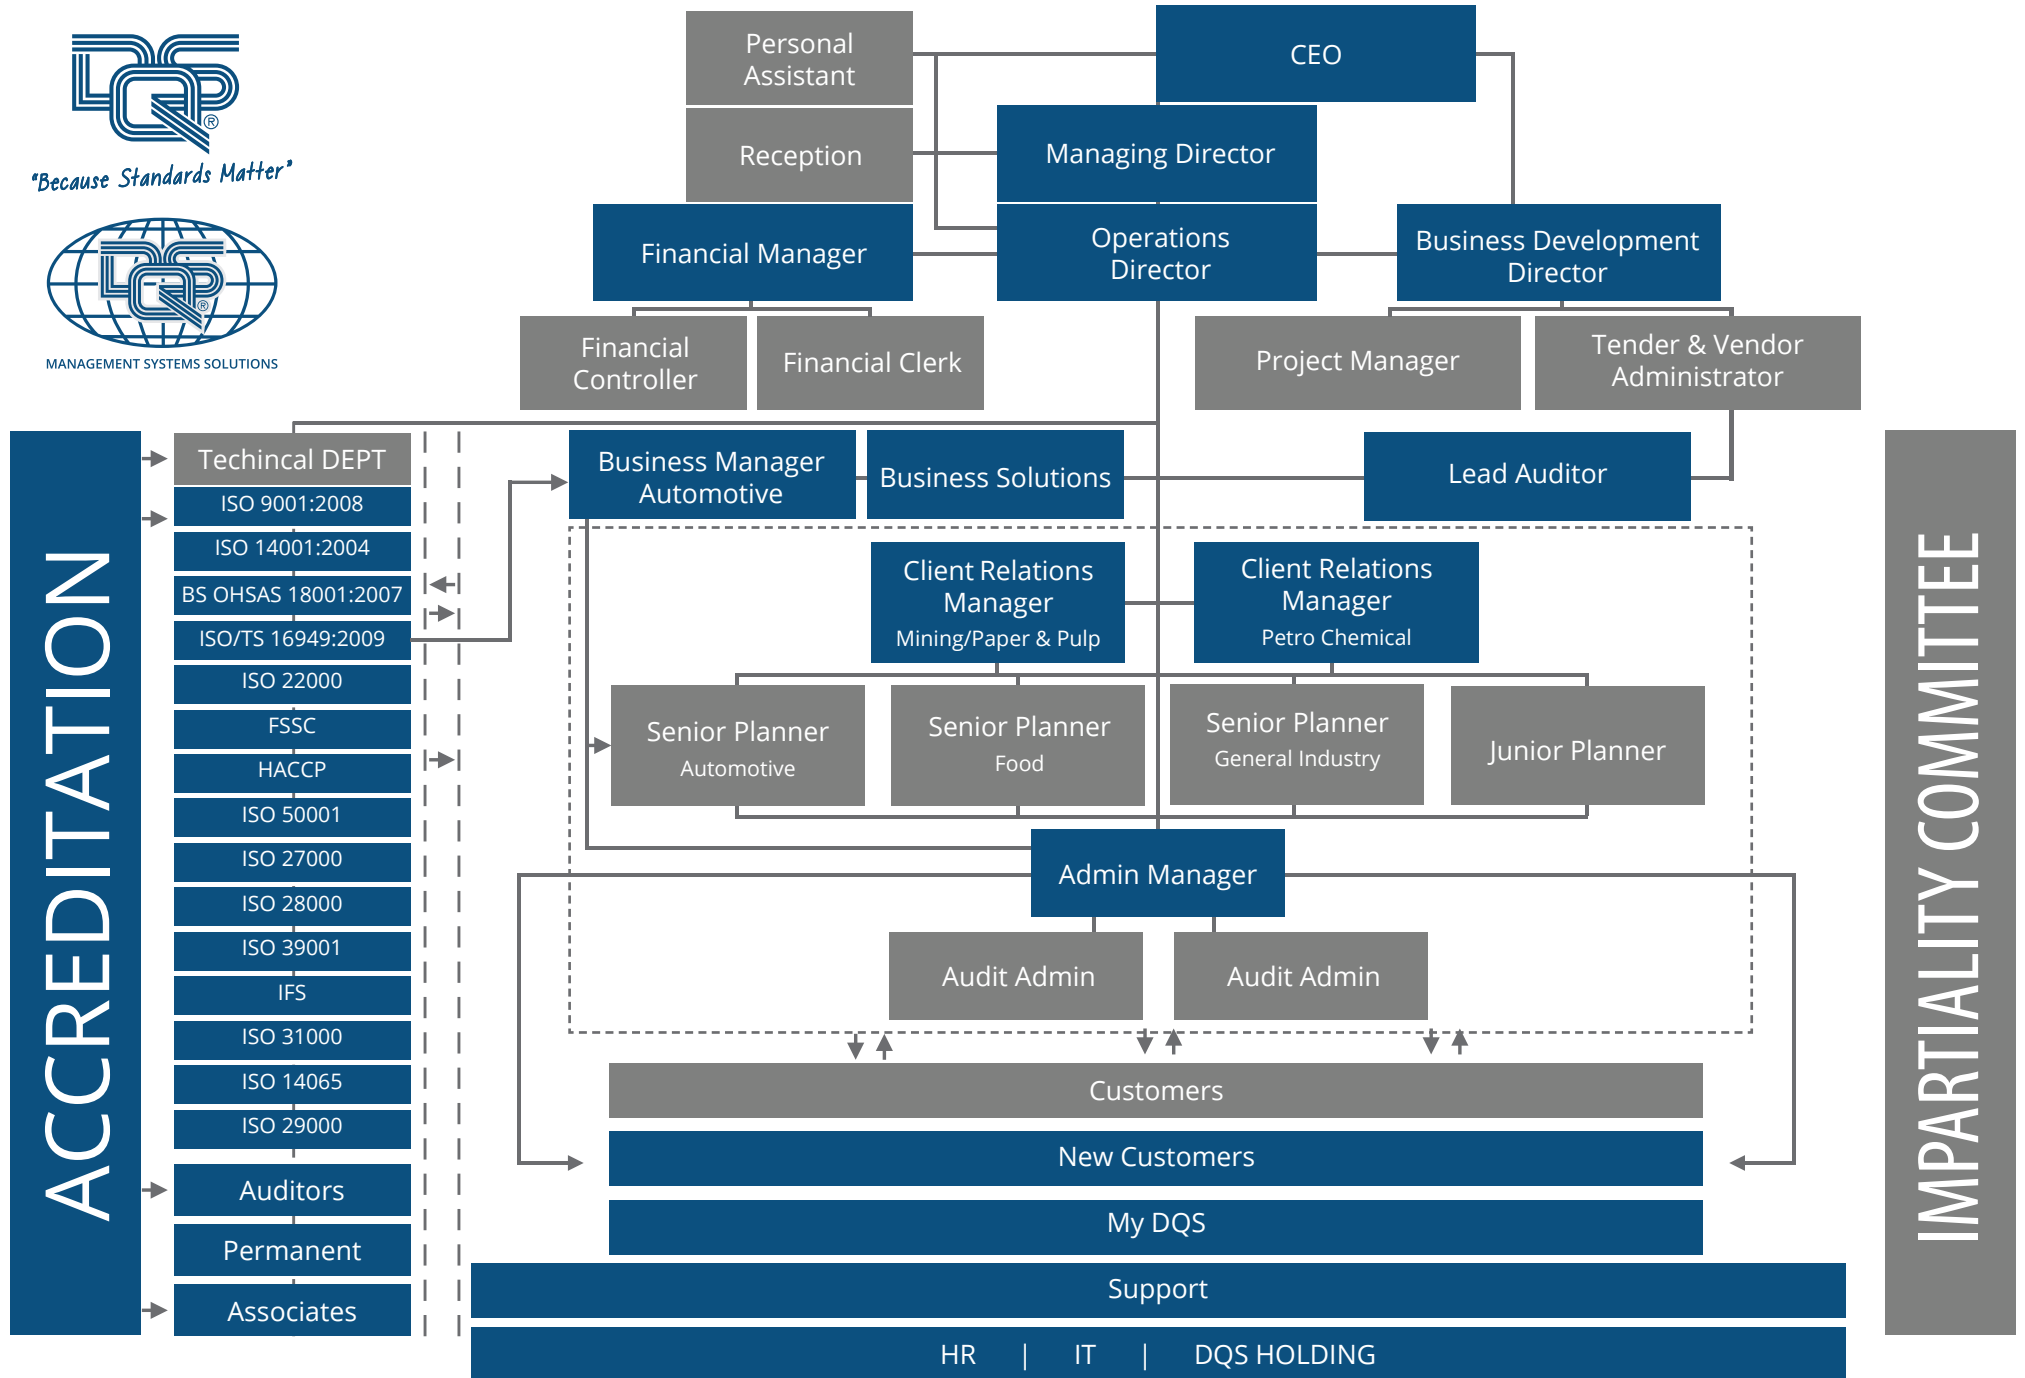 DQS
®
"Because Standards Matter"
DQS
®
MANAGEMENT SYSTEMS SOLUTIONS
Personal
Assistant
CEO
Reception
Managing Director
Financial Manager
Operations
Director
Business Development
Director
Financial
Controller
Financial Clerk
Project Manager
Tender & Vendor
Administrator
ACCREDITATION
Techincal DEPT
ISO 9001:2008
ISO 14001:2004
BS OHSAS 18001:2007
ISO/TS 16949:2009
ISO 22000
FSSC
HACCP
ISO 50001
ISO 27000
ISO 28000
ISO 39001
IFS
ISO 31000
ISO 14065
ISO 29000
Auditors
Permanent
Associates
Business Manager
Automotive
Business Solutions
Lead Auditor
Client Relations
Manager
Mining/Paper & Pulp
Client Relations
Manager
Petro Chemical
Senior Planner
Automotive
Senior Planner
Food
Senior Planner
General Industry
Junior Planner
Admin Manager
Audit Admin
Audit Admin
Customers
New Customers
My DQS
Support
HR | IT | DQS HOLDING
IMPARTIALITY COMMITTEE